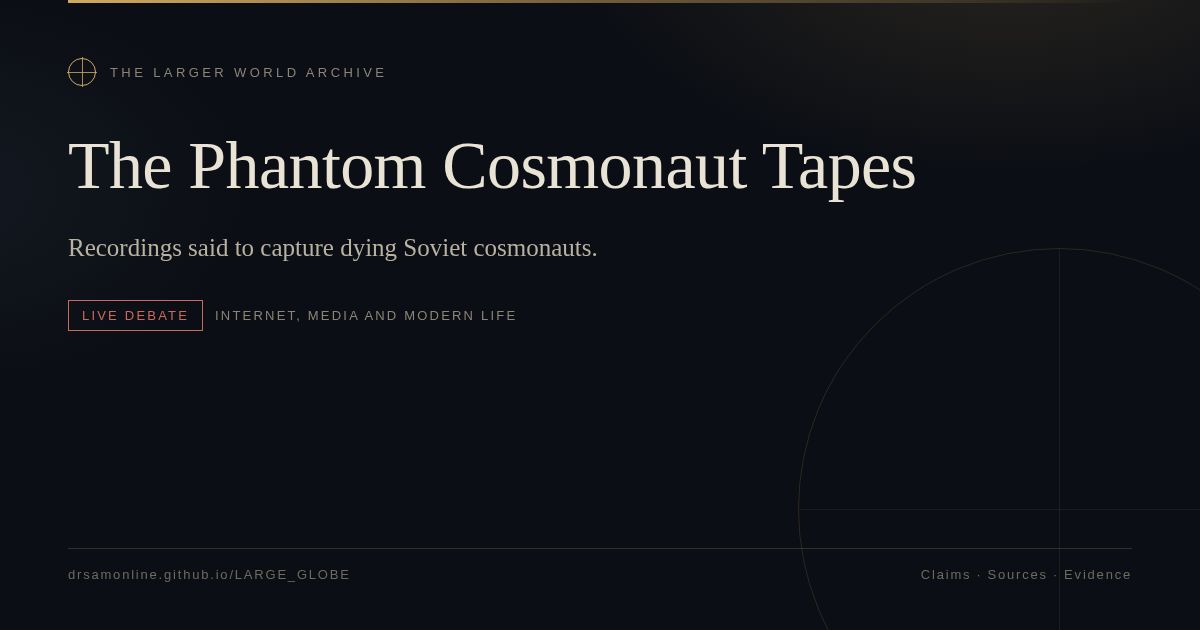 THE LARGER WORLD ARCHIVE
The Phantom Cosmonaut Tapes
Recordings said to capture dying Soviet cosmonauts.
LIVE DEBATE INTERNET, MEDIA AND MODERN LIFE
drsamonline.github.io/LARGE_GLOBE Claims · Sources · Evidence